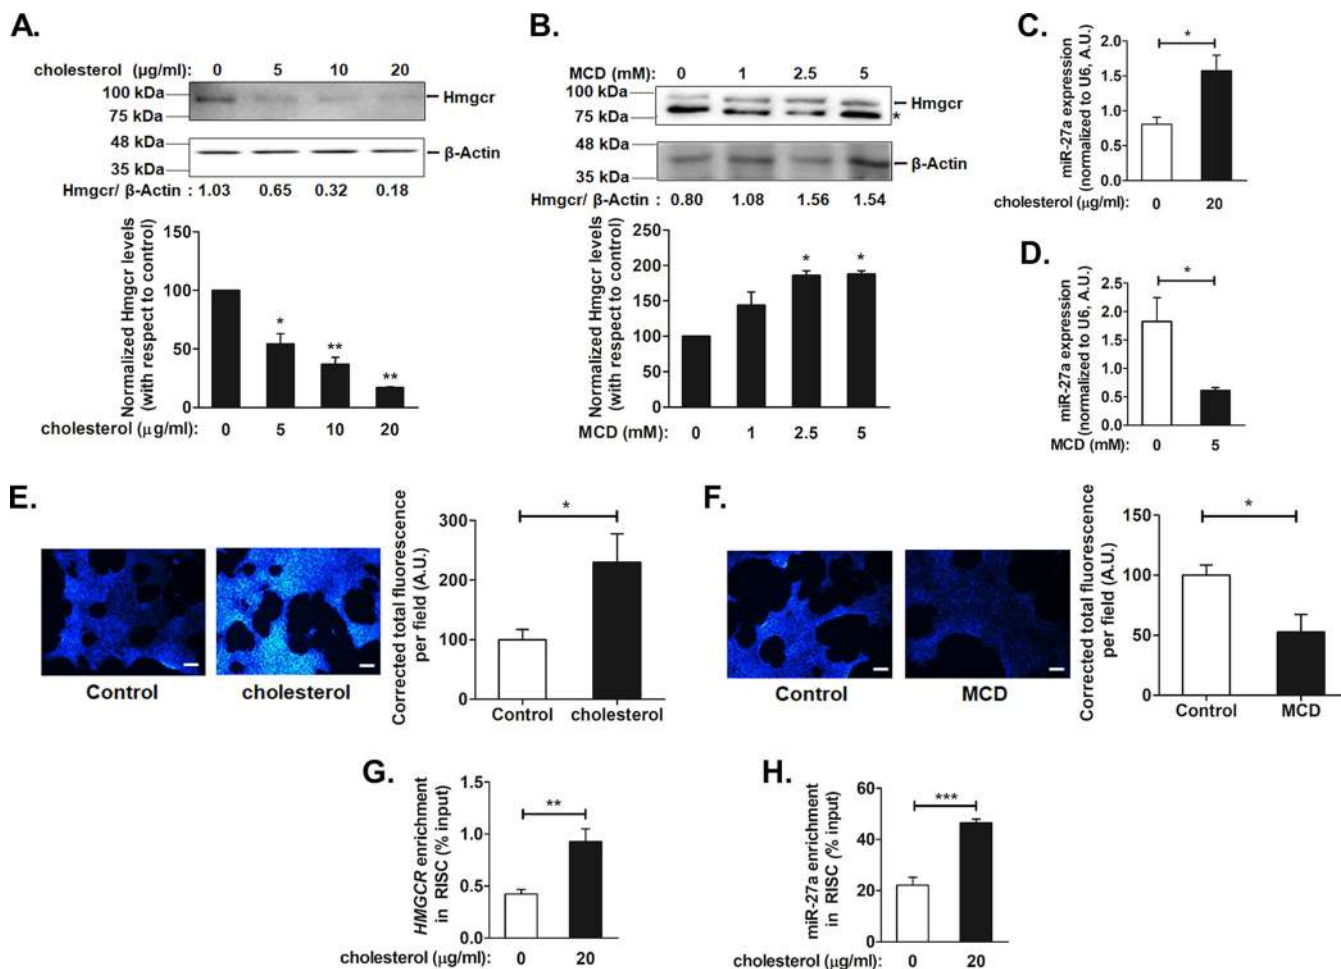 A.
cholesterol (µg/ml): 0 5 10 20
100 kDa
75 kDa
Hmgcr
48 kDa
35 kDa
β-Actin
Hmgcr/ β-Actin : 1.03 0.65 0.32 0.18
Normalized Hmgcr levels
(with respect to control)
150
100
50
0
*
**
**
cholesterol (µg/ml): 0 5 10 20
B.
MCD (mM): 0 1 2.5 5
100 kDa
75 kDa
Hmgcr
*
48 kDa
35 kDa
β-Actin
Hmgcr/ β-Actin : 0.80 1.08 1.56 1.54
Normalized Hmgcr levels
(with respect to control)
250
200
150
100
50
0
*
*
MCD (mM): 0 1 2.5 5
C.
miR-27a expression
(normalized to U6, A.U.)
2.0
1.5
1.0
0.5
0.0
*
cholesterol (µg/ml): 0 20
D.
miR-27a expression
(normalized to U6, A.U.)
2.5
2.0
1.5
1.0
0.5
0.0
*
MCD (mM): 0 5
E.
Control
cholesterol
Corrected total fluorescence
per field (A.U.)
300
200
100
0
*
Control cholesterol
F.
Control
MCD
Corrected total fluorescence
per field (A.U.)
150
100
50
0
*
Control MCD
G.
HMGCR enrichment
in RISC (% input)
1.5
1.0
0.5
0.0
**
cholesterol (µg/ml): 0 20
H.
miR-27a enrichment
in RISC (% input)
60
40
20
0
***
cholesterol (µg/ml): 0 20